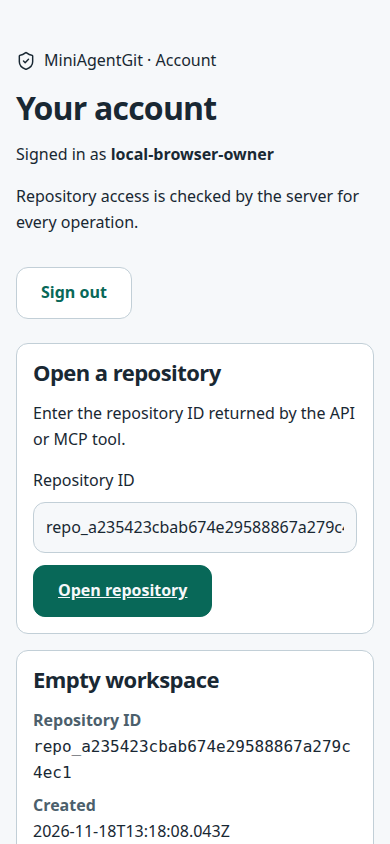 MiniAgentGit · Account
Your account
Signed in as local-browser-owner
Repository access is checked by the server for
every operation.
Sign out
Open a repository
Enter the repository ID returned by the API
or MCP tool.
Repository ID
repo_a235423cbab674e29588867a279c4
Open repository
Empty workspace
Repository ID
repo_a235423cbab674e29588867a279c
4ec1
Created
2026-11-18T13:18:08.043Z